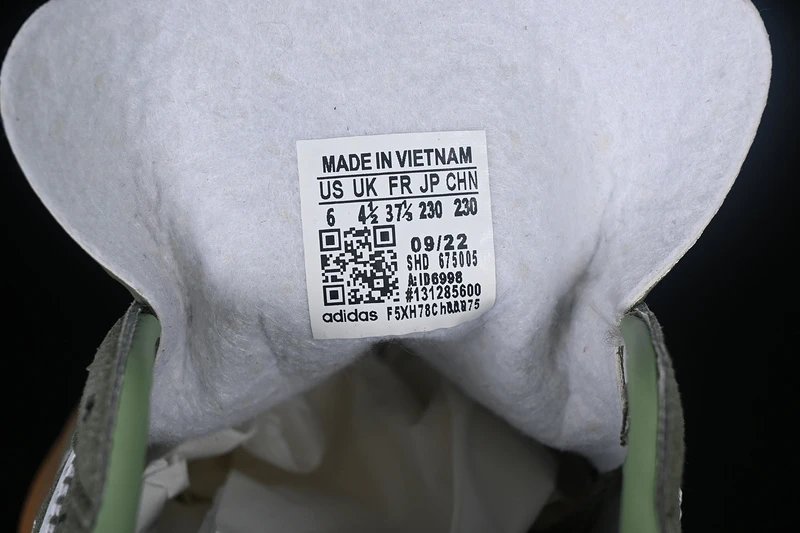 MADE IN VIETNAM
US UK FR JP CHN
6 4½ 37⅓ 230 230
09/22
SHD 675005
A:ID6998
#131285600
adidas